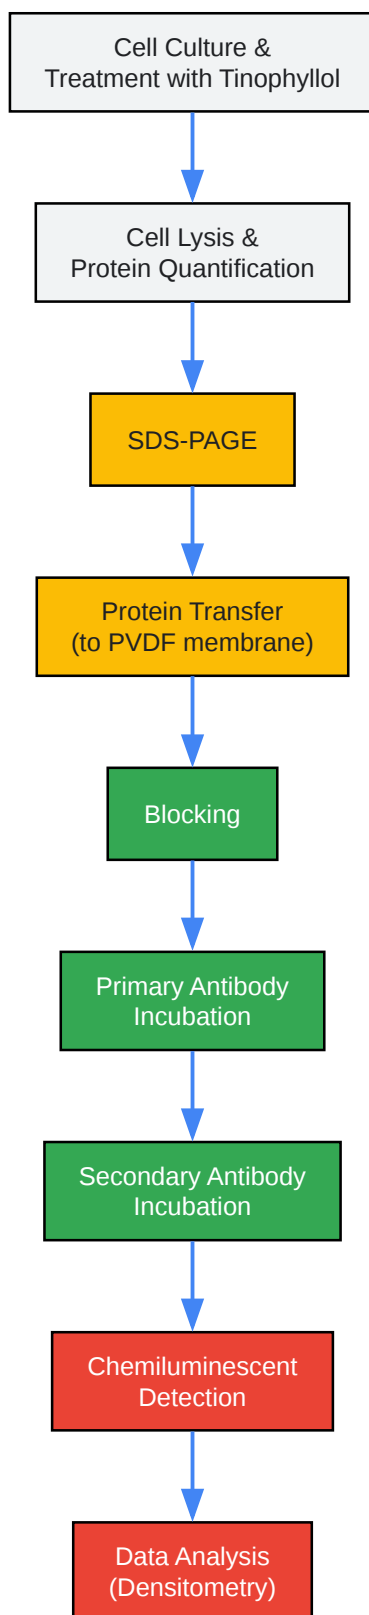 Cell Culture &
Treatment with Tinophyllol
Cell Lysis &
Protein Quantification
SDS-PAGE
Protein Transfer
(to PVDF membrane)
Blocking
Primary Antibody
Incubation
Secondary Antibody
Incubation
Chemiluminescent
Detection
Data Analysis
(Densitometry)